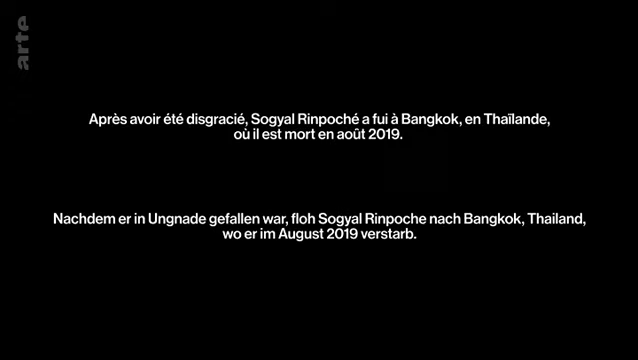 arte
Après avoir été disgracié, Sogyal Rinpoché a fui à Bangkok, en Thaïlande,
où il est mort en août 2019.
Nachdem er in Ungnade gefallen war, floh Sogyal Rinpoche nach Bangkok, Thailand,
wo er im August 2019 verstarb.